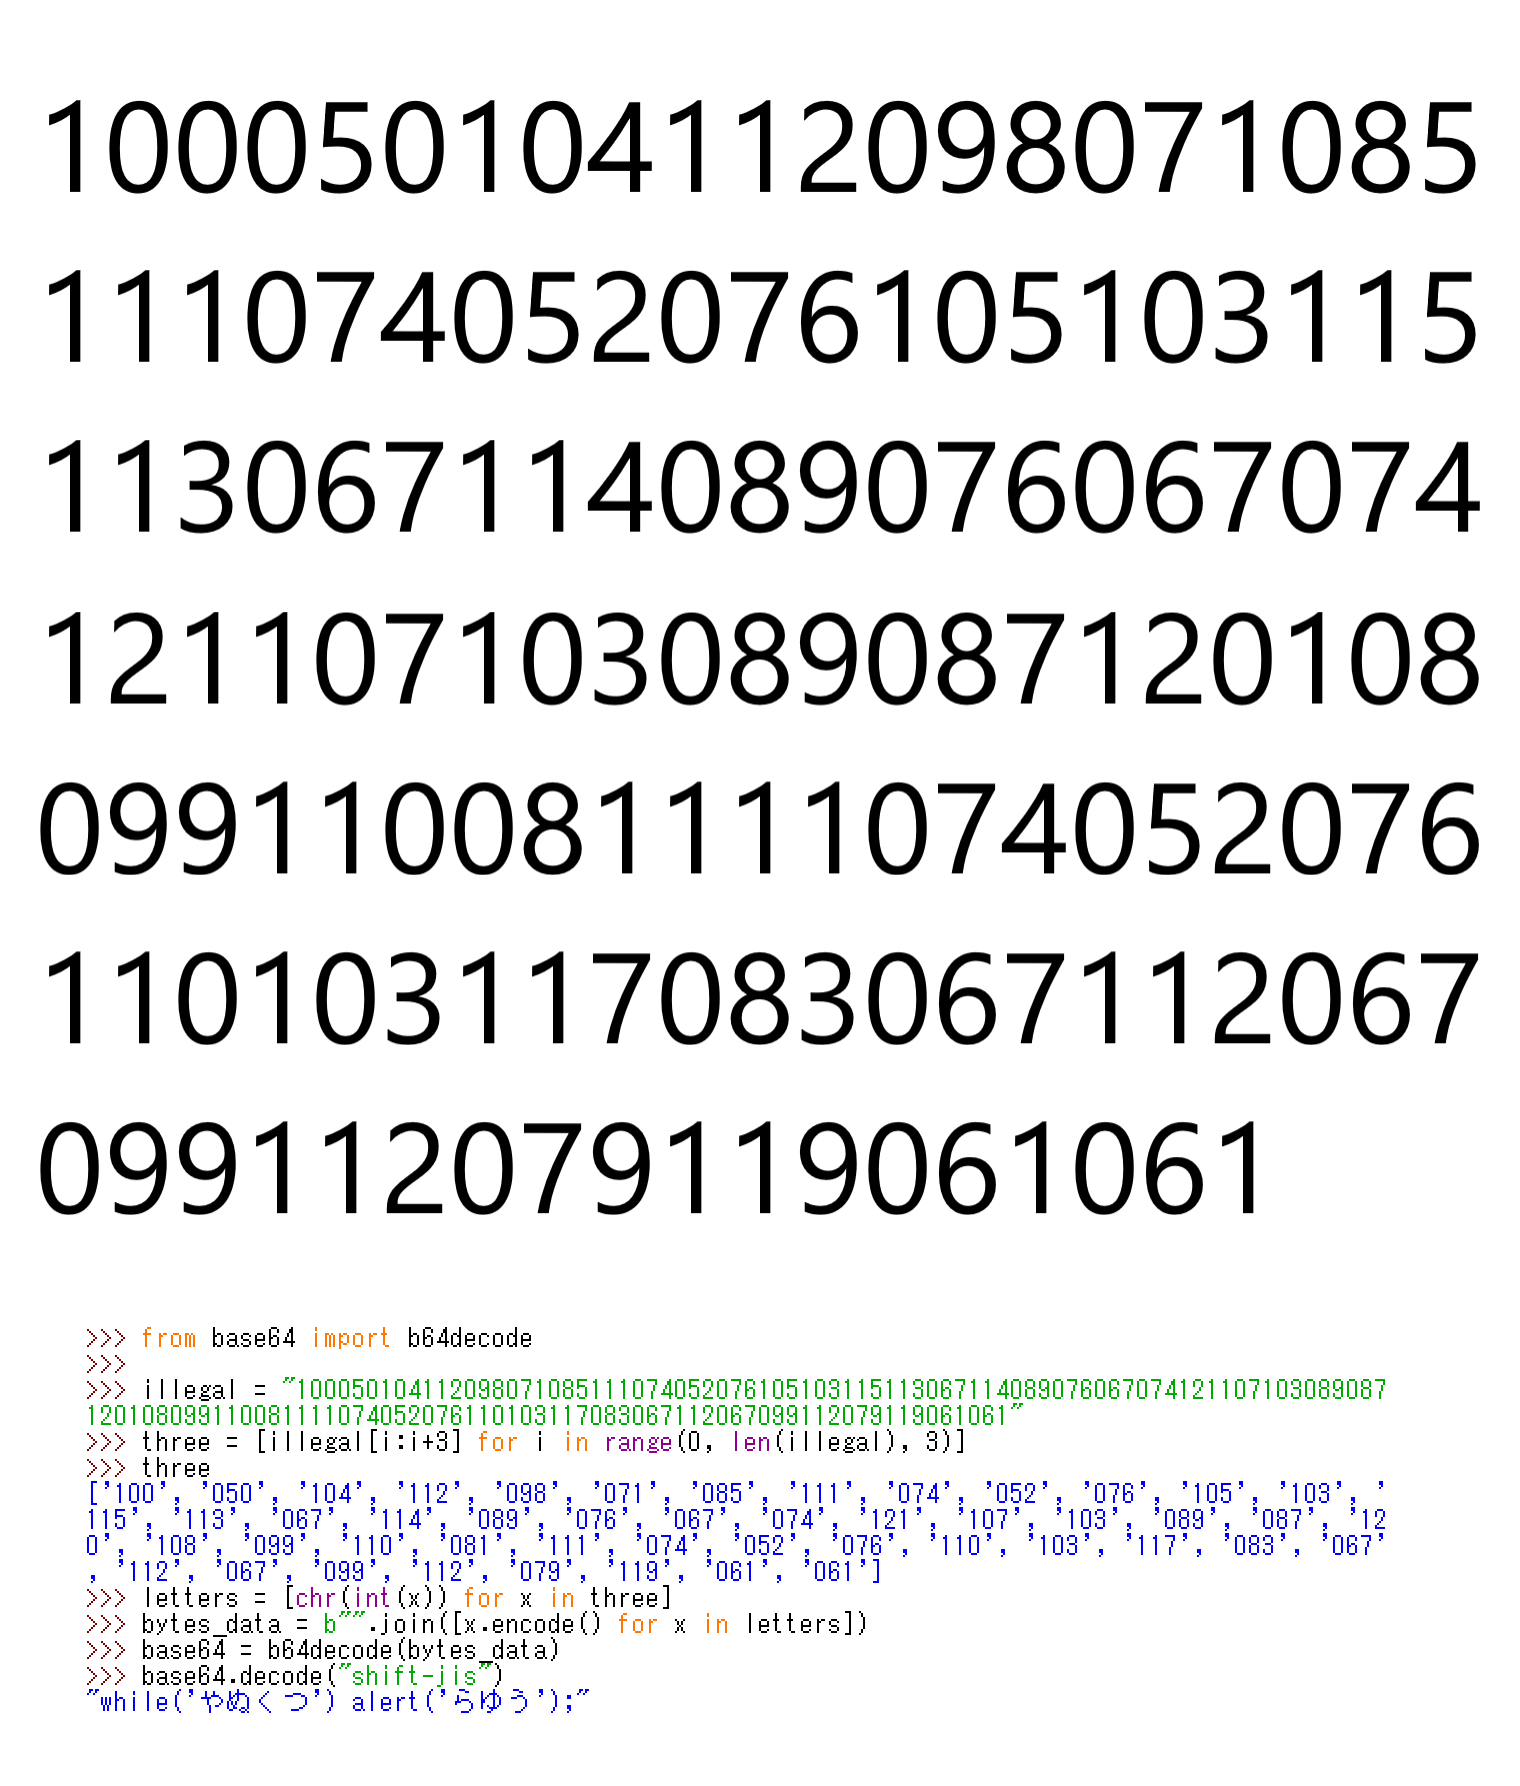 100050104112098071085
111074052076105103115
113067114089076067074
121107103089087120108
099110081111074052076
110103117083067112067
099112079119061061
>>> from base64 import b64decode
>>>
>>> illegal = "100050104112098071085111074052076105103115113067114089076067074121107103089087
120108099110081111074052076110103117083067112067099112079119061061"
>>> three = [illegal[i:i+3] for i in range(0, len(illegal), 3)]
>>> three
['100', '050', '104', '112', '098', '071', '085', '111', '074', '052', '076', '105', '103', '
115', '113', '067', '114', '089', '076', '067', '074', '121', '107', '103', '089', '087', '12
0', '108', '099', '110', '081', '111', '074', '052', '076', '110', '103', '117', '083', '067'
, '112', '067', '099', '112', '079', '119', '061', '061']
>>> letters = [chr(int(x)) for x in three]
>>> bytes_data = b"".join([x.encode() for x in letters])
>>> base64 = b64decode(bytes_data)
>>> base64.decode("shift-jis")
"while('やぬくつ') alert('らゆう');"